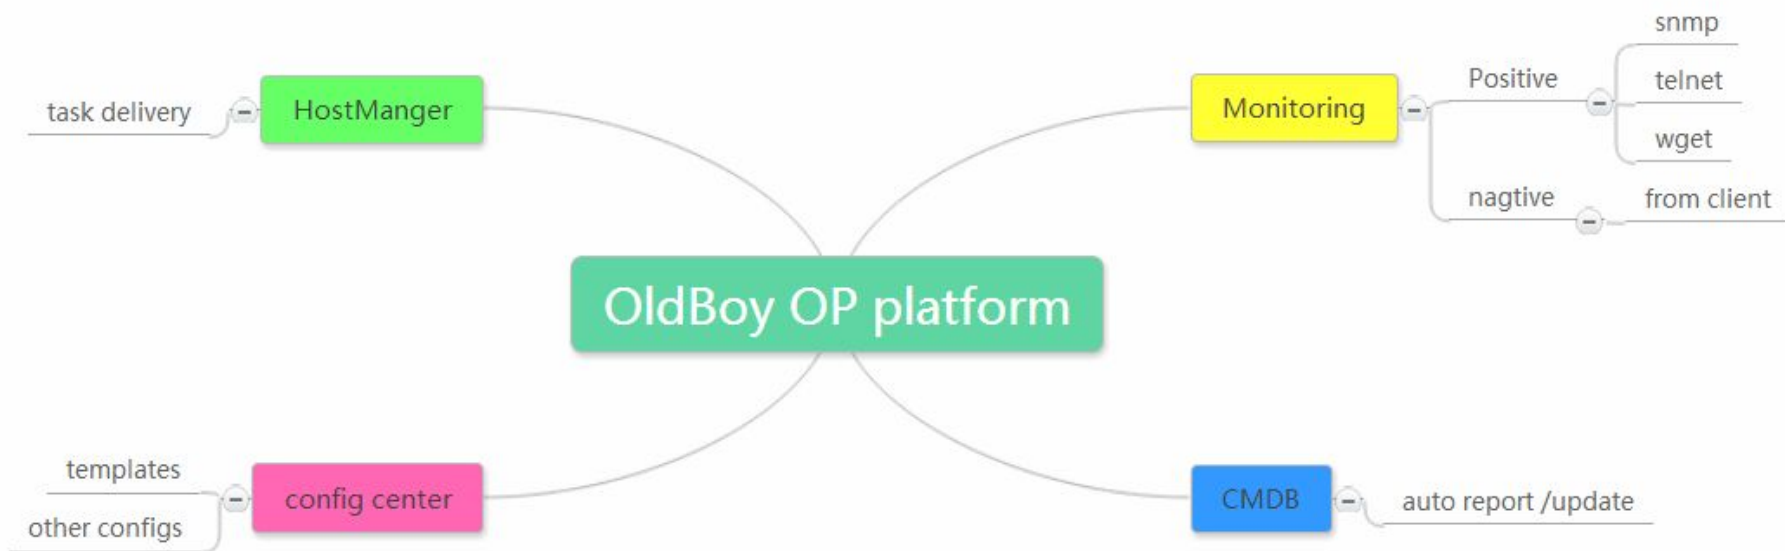 OldBoy OP platform
HostManger
task delivery
config center
templates
other configs
Monitoring
Positive
snmp
telnet
wget
nagtive
from client
CMDB
auto report /update